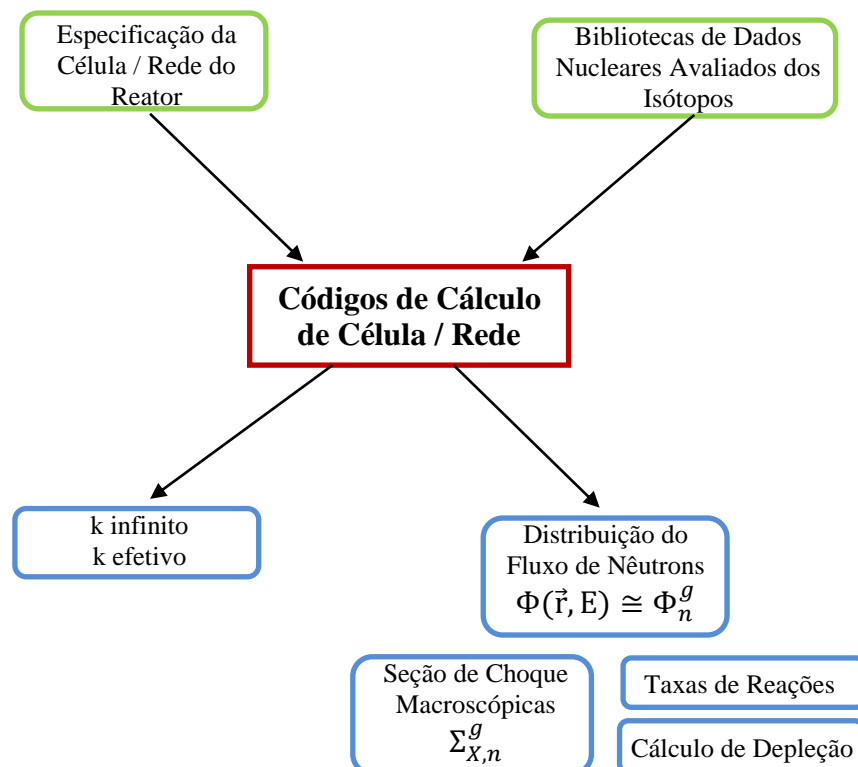 Especificação da
Célula / Rede do
Reator
Bibliotecas de Dados
Nucleares Avaliados dos
Isótopos
Códigos de Cálculo
de Célula / Rede
k infinito
k efetivo
Distribuição do
Fluxo de Nêutrons
Φ(r⃗, E) ≅ Φₙᵍ
Seção de Choque
Macroscópicas
Σ_{X,n}^{g}
Taxas de Reações
Cálculo de Depleção